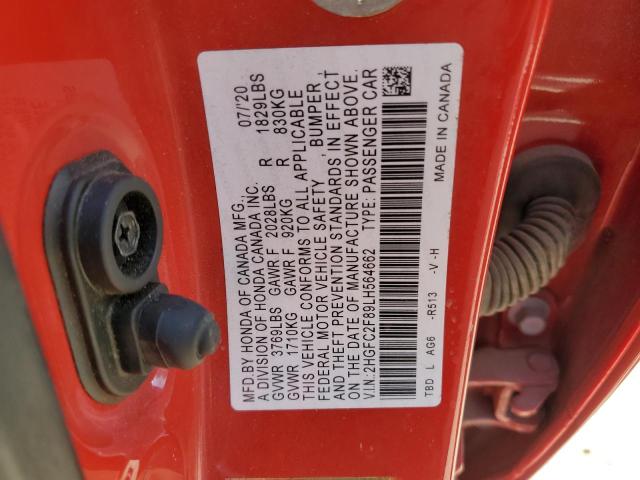 MFD.BY HONDA OF CANADA MFG., 07/'20
A DIVISION OF HONDA CANADA INC.
GVWR 3769LBS GAWR F 2028LBS R 1829LBS
GVWR 1710KG GAWR F 920KG R 830KG
THIS VEHICLE CONFORMS TO ALL APPLICABLE
FEDERAL MOTOR VEHICLE SAFETY, BUMPER,
AND THEFT PREVENTION STANDARDS IN EFFECT
ON THE DATE OF MANUFACTURE SHOWN ABOVE.
V.I.N.:2HGFC2F89LH564662 TYPE: PASSENGER CAR
TBD L AG6 -R513 -V -H MADE IN CANADA